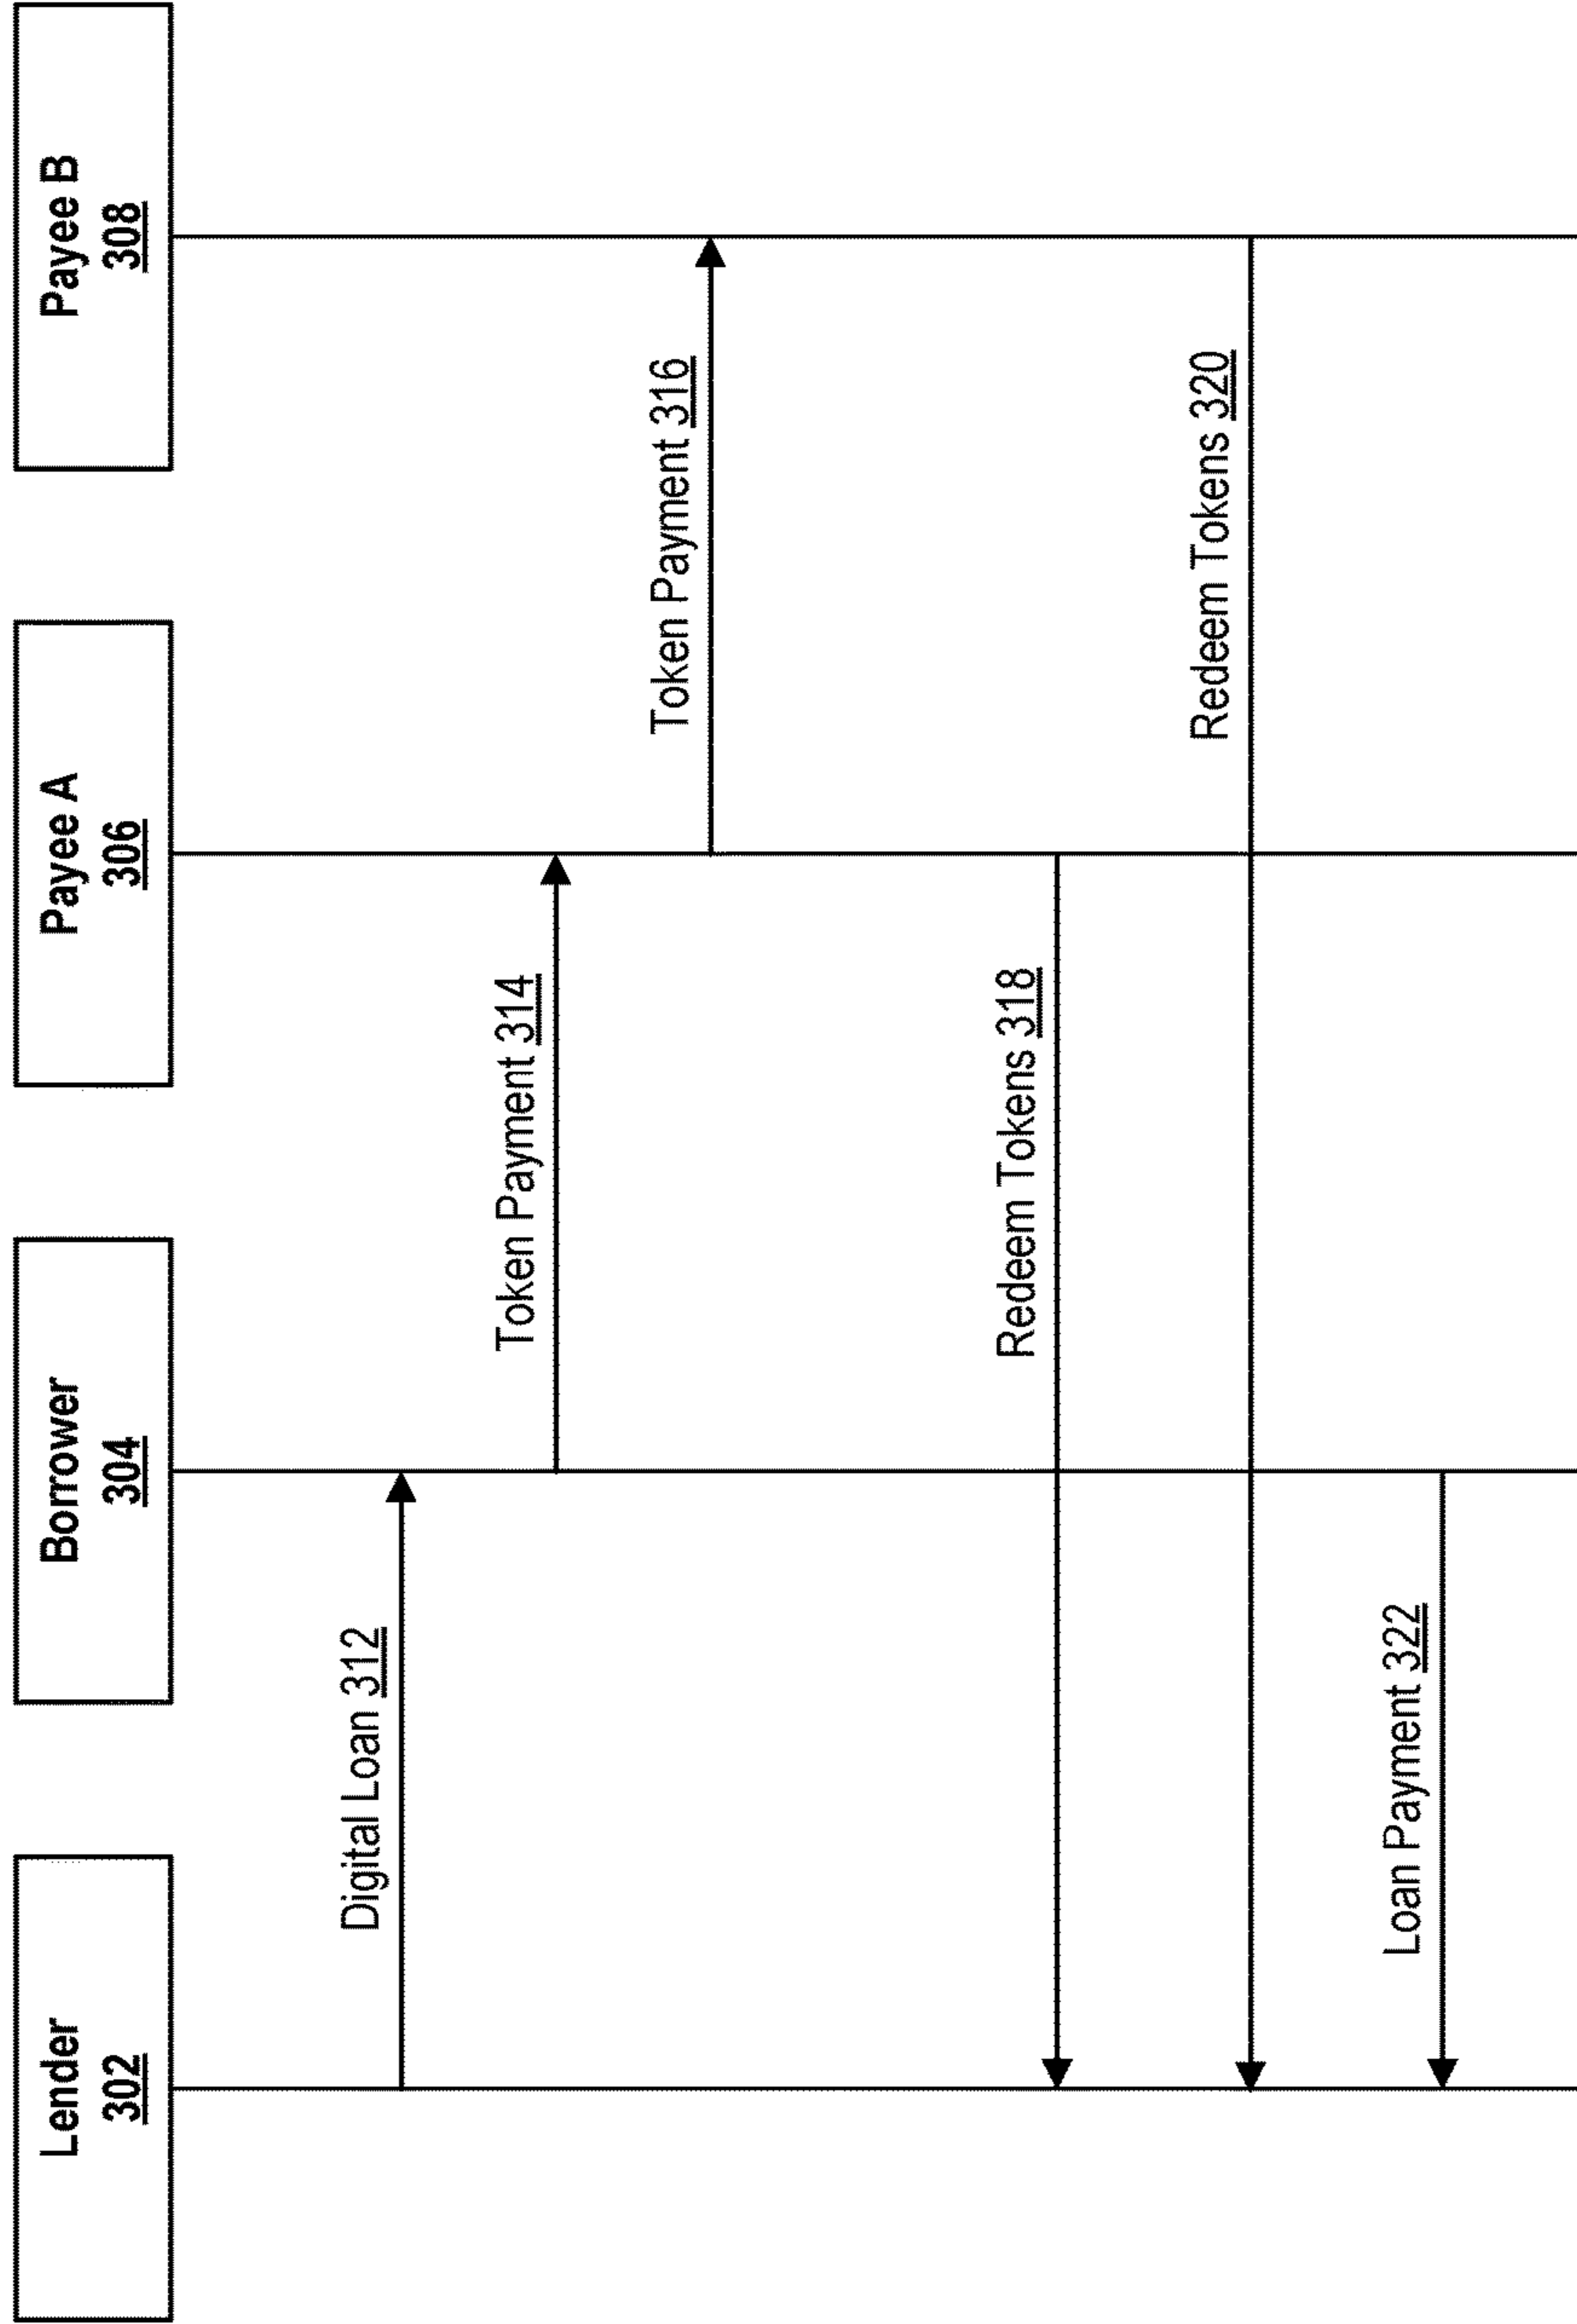 Lender
302
Borrower
304
Payee A
306
Payee B
308
Digital Loan 312
Token Payment 314
Token Payment 316
Redeem Tokens 318
Redeem Tokens 320
Loan Payment 322